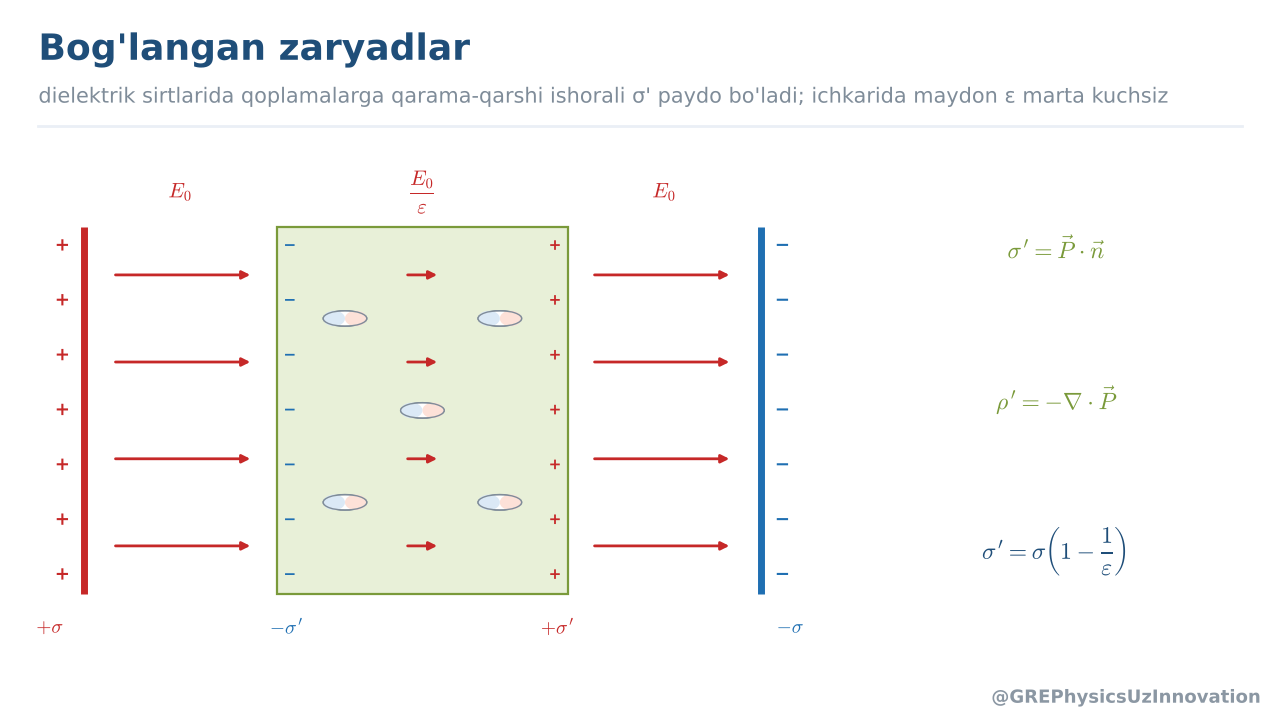 Bog'langan zaryadlar
dielektrik sirtlarida qoplamalarga qarama-qarshi ishorali σ' paydo bo'ladi; ichkarida maydon ε marta kuchsiz
E₀ E₀/ε E₀
+ − + −
+ − + −
+ − + −
+ − + −
+ − + −
+ − + −
+ − + −
σ′ = P⃗ · n⃗
ρ′ = −∇ · P⃗
σ′ = σ(1 − 1/ε)
+σ −σ′ +σ′ −σ
@GREPhysicsUzInnovation